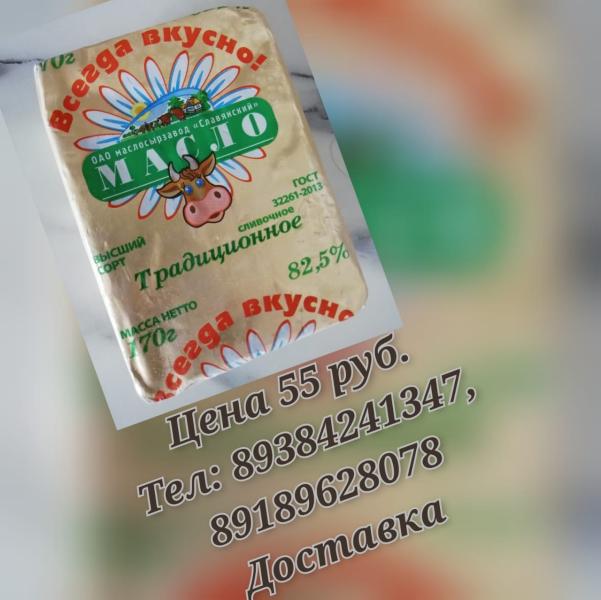 70г
Всегда вкусно!
ОАО маслосырзавод «Славянский»
МАСЛО
ГОСТ
32261-2013
ВЫСШИЙ
СОРТ
сливочное
Традиционное
82,5%
МАССА НЕТТО
170г
Всегда вкусно
Цена 55 руб.
Тел: 89384241347,
89189628078
Доставка